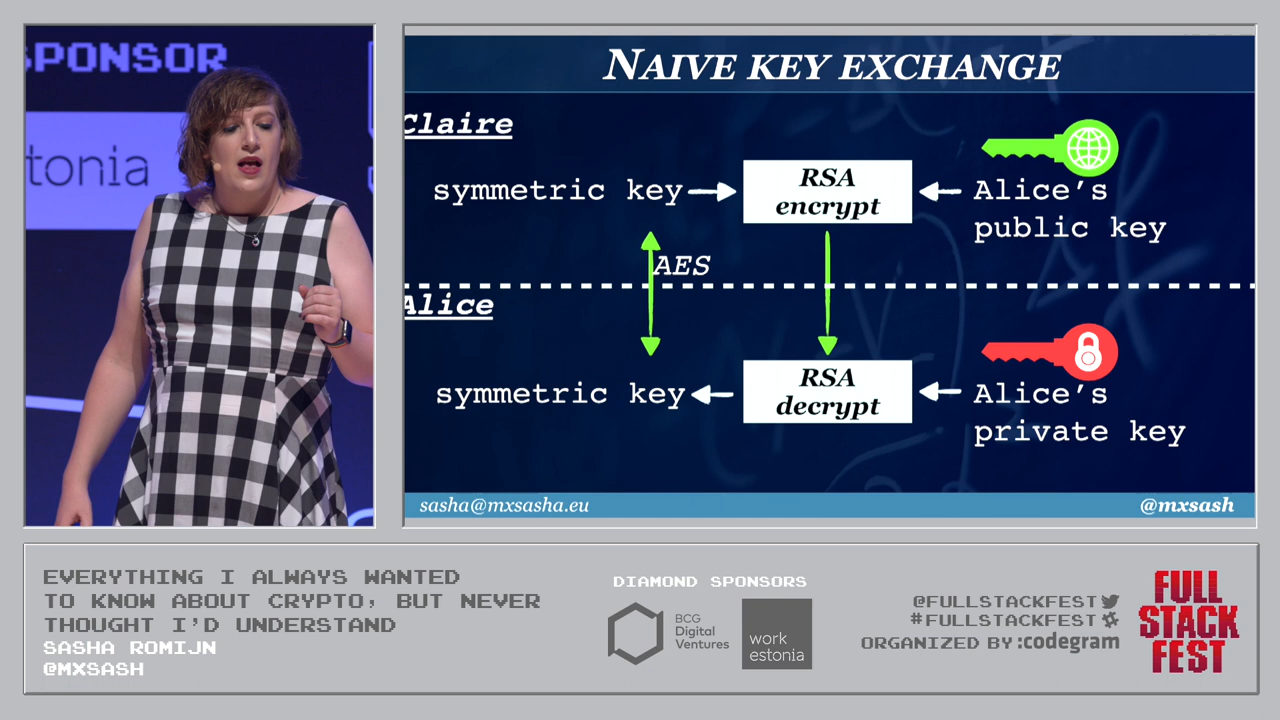 SPONSOR
tonia
NAIVE KEY EXCHANGE
Claire
symmetric key
RSA
encrypt
Alice's
public key
AES
Alice
symmetric key
RSA
decrypt
Alice's
private key
sasha@mxsasha.eu
@mxsash
EVERYTHING I ALWAYS WANTED
TO KNOW ABOUT CRYPTO, BUT NEVER
THOUGHT I'D UNDERSTAND
SASHA ROMIJN
@MXSASH
DIAMOND SPONSORS
BCG
Digital
Ventures
work
estonia
@FULLSTACKFEST
#FULLSTACKFEST
ORGANIZED BY :codegram
FULL
STACK
FEST